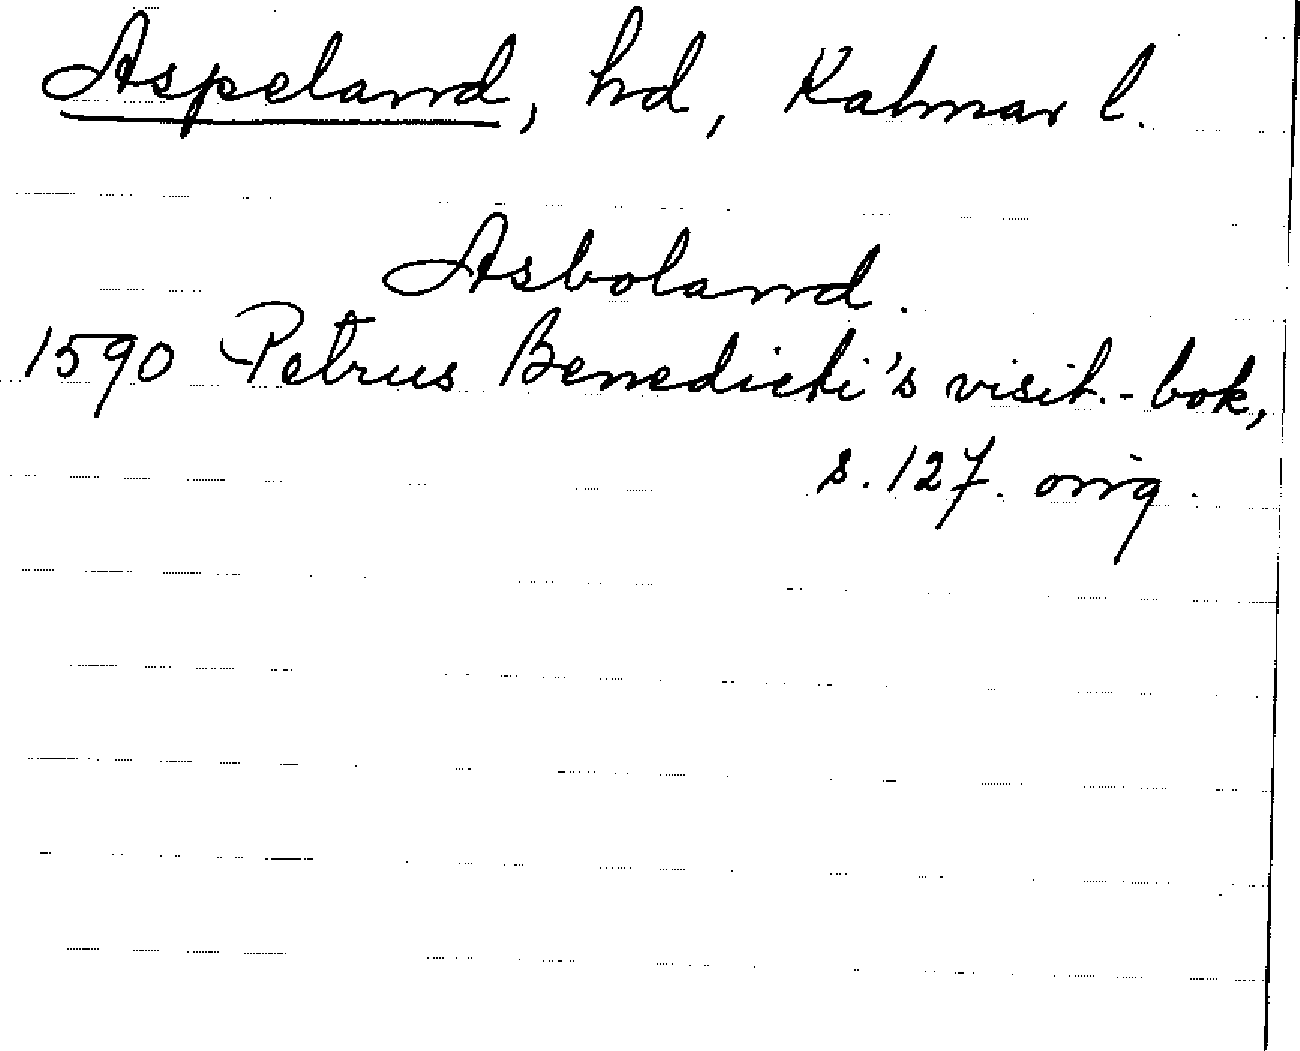 Aspeland, hd, Kalmar l.
Asboland.
1590 Petrus Benedicti's visit.-bok,
s. 127. orig.